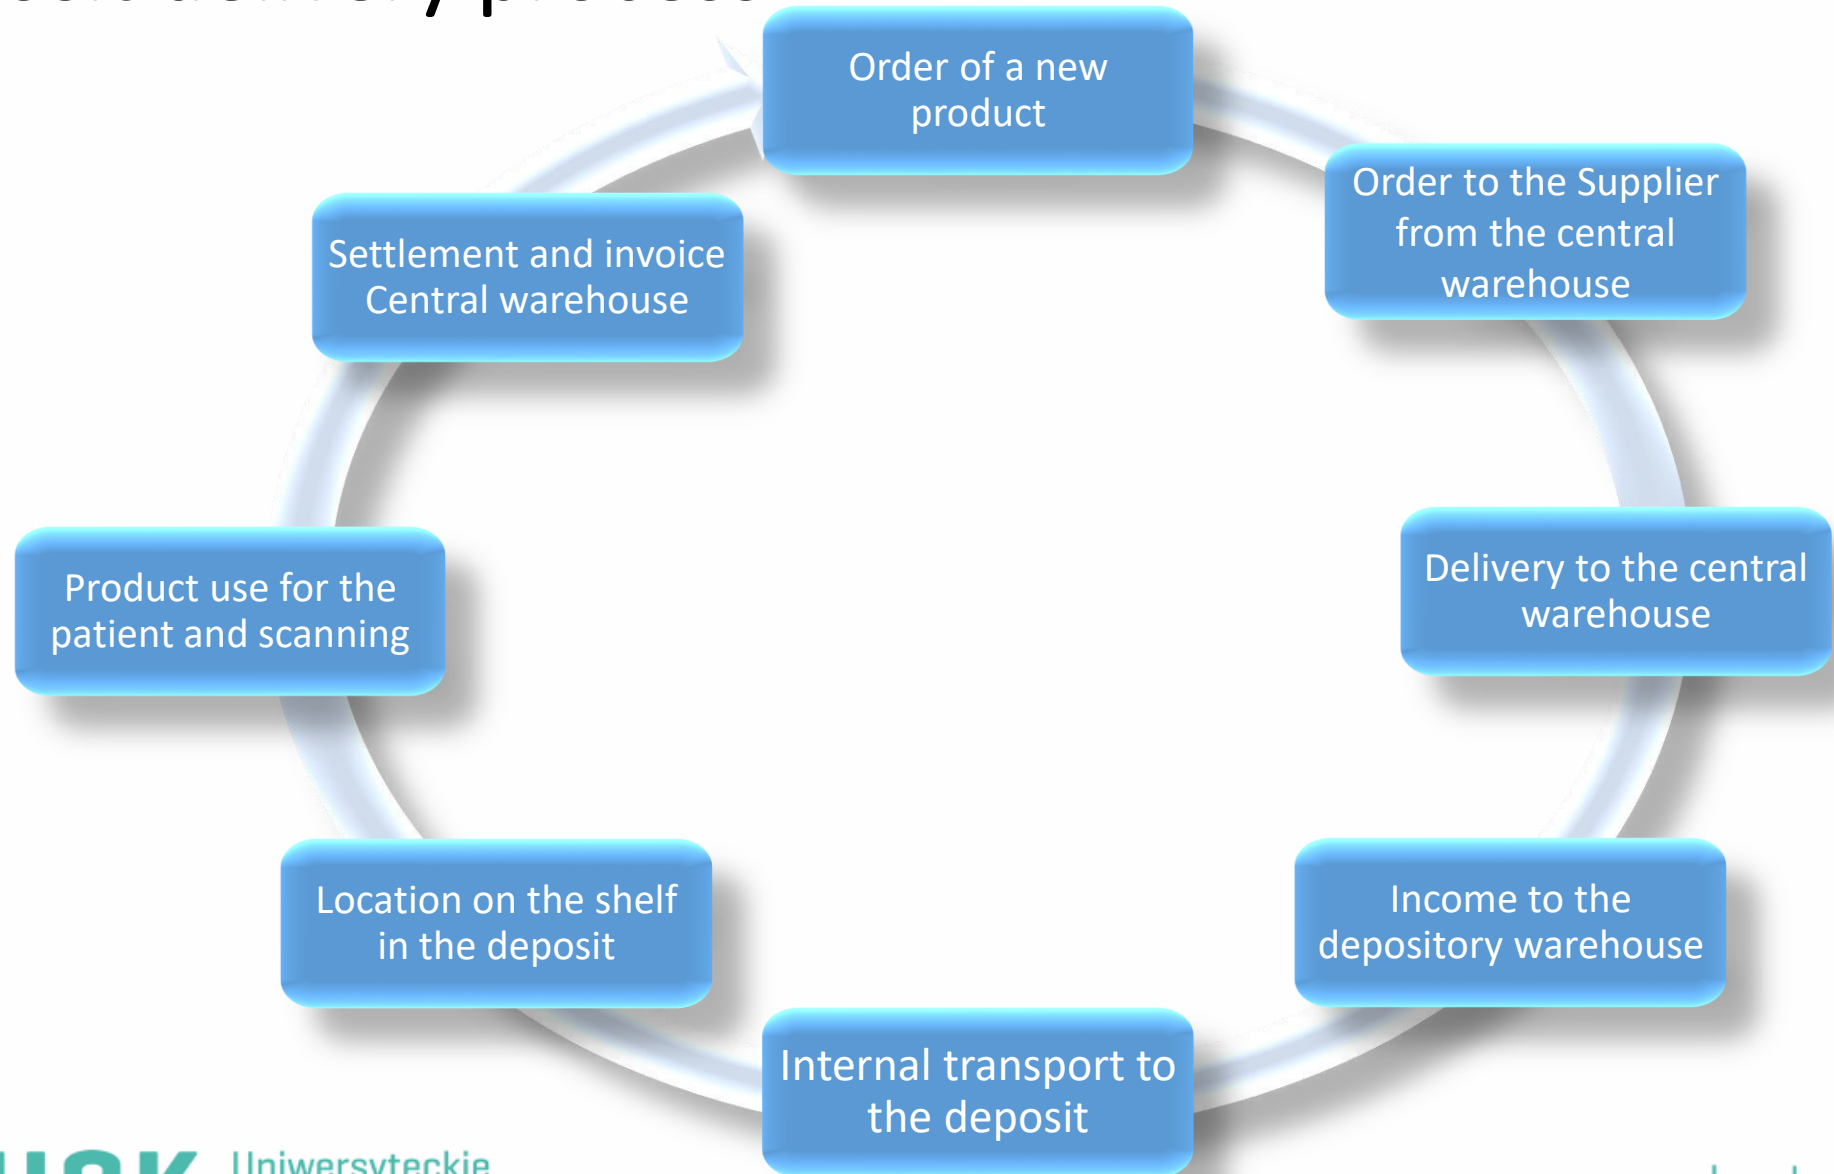 delivery process
Order of a new
product
Order to the Supplier
from the central
warehouse
Delivery to the central
warehouse
Income to the
depository warehouse
Internal transport to
the deposit
Location on the shelf
in the deposit
Product use for the
patient and scanning
Settlement and invoice
Central warehouse
Uniwersyteckie